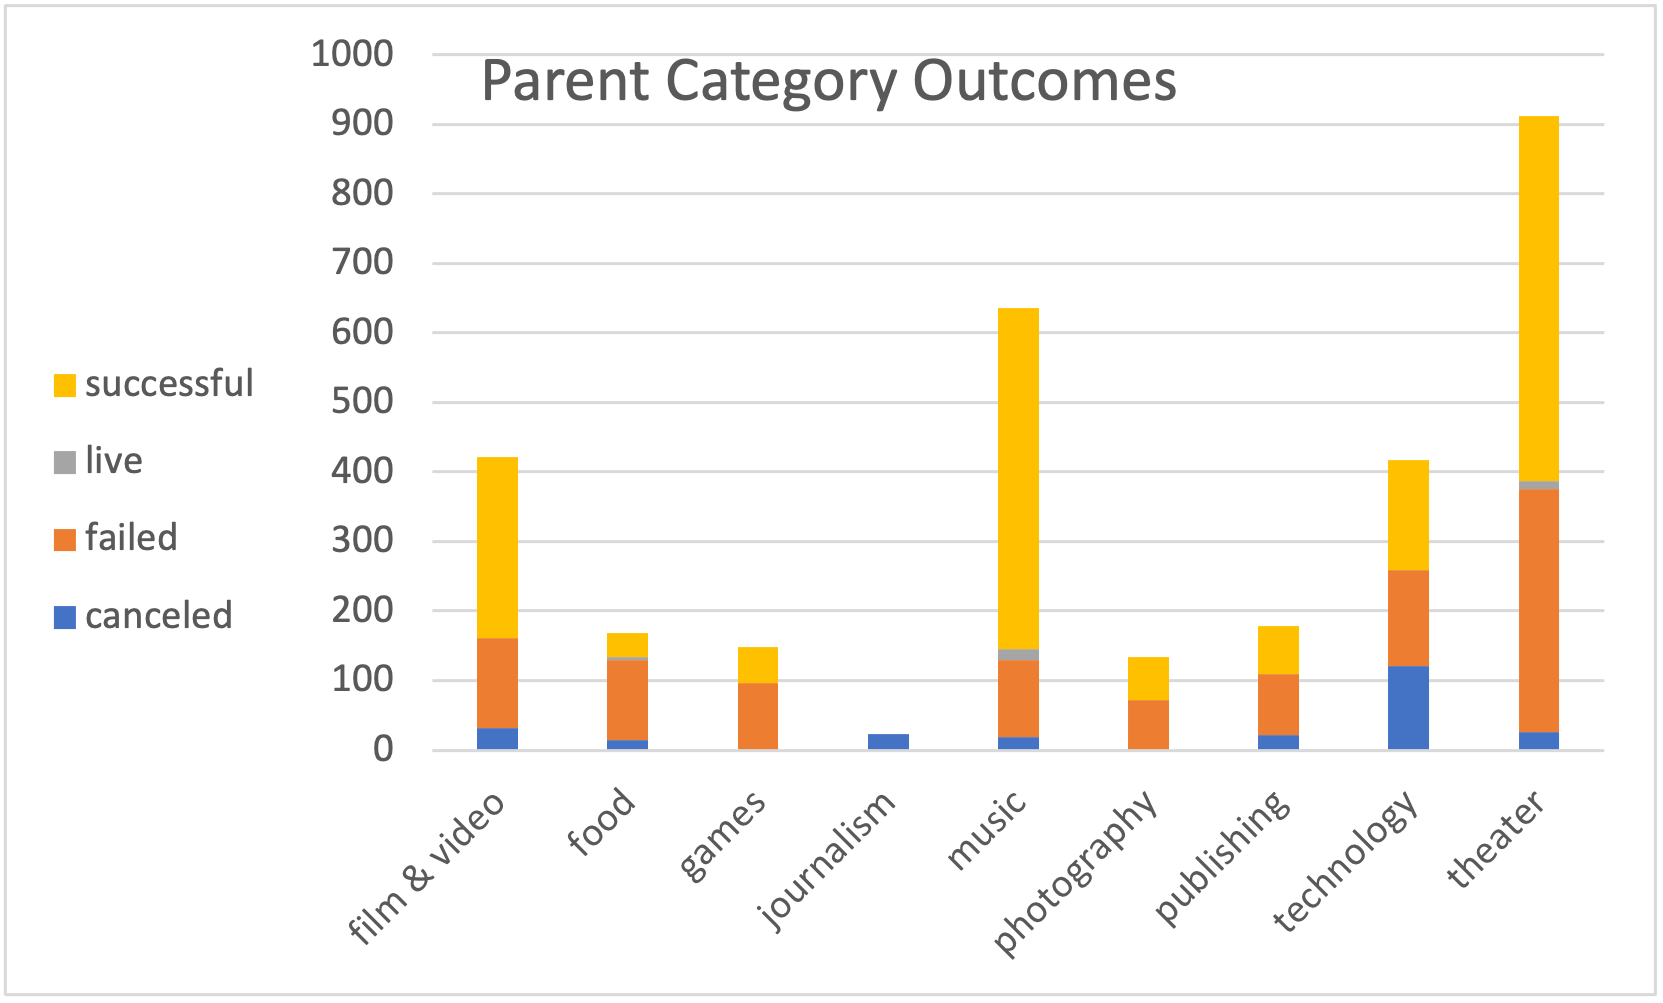 Parent Category Outcomes
1000
900
800
700
600
500
400
300
200
100
0
successful
live
failed
canceled
film & video
food
games
journalism
music
photography
publishing
technology
theater